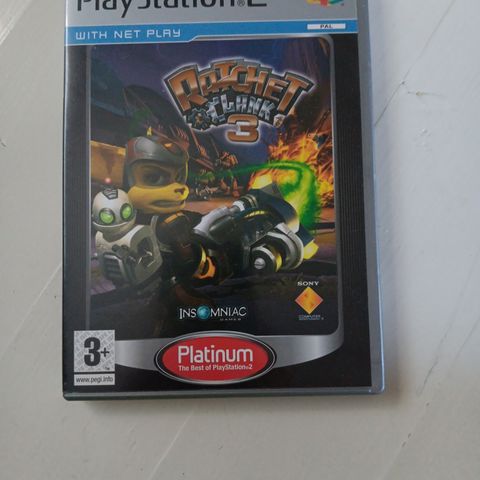 PlayStation®2
WITH NET PLAY
PAL
RATCHET
CLANK
3
INSOMNIAC
GAMES
SONY
COMPUTER
ENTERTAINMENT
3+
www.pegi.info
Platinum
The Best of PlayStation®2